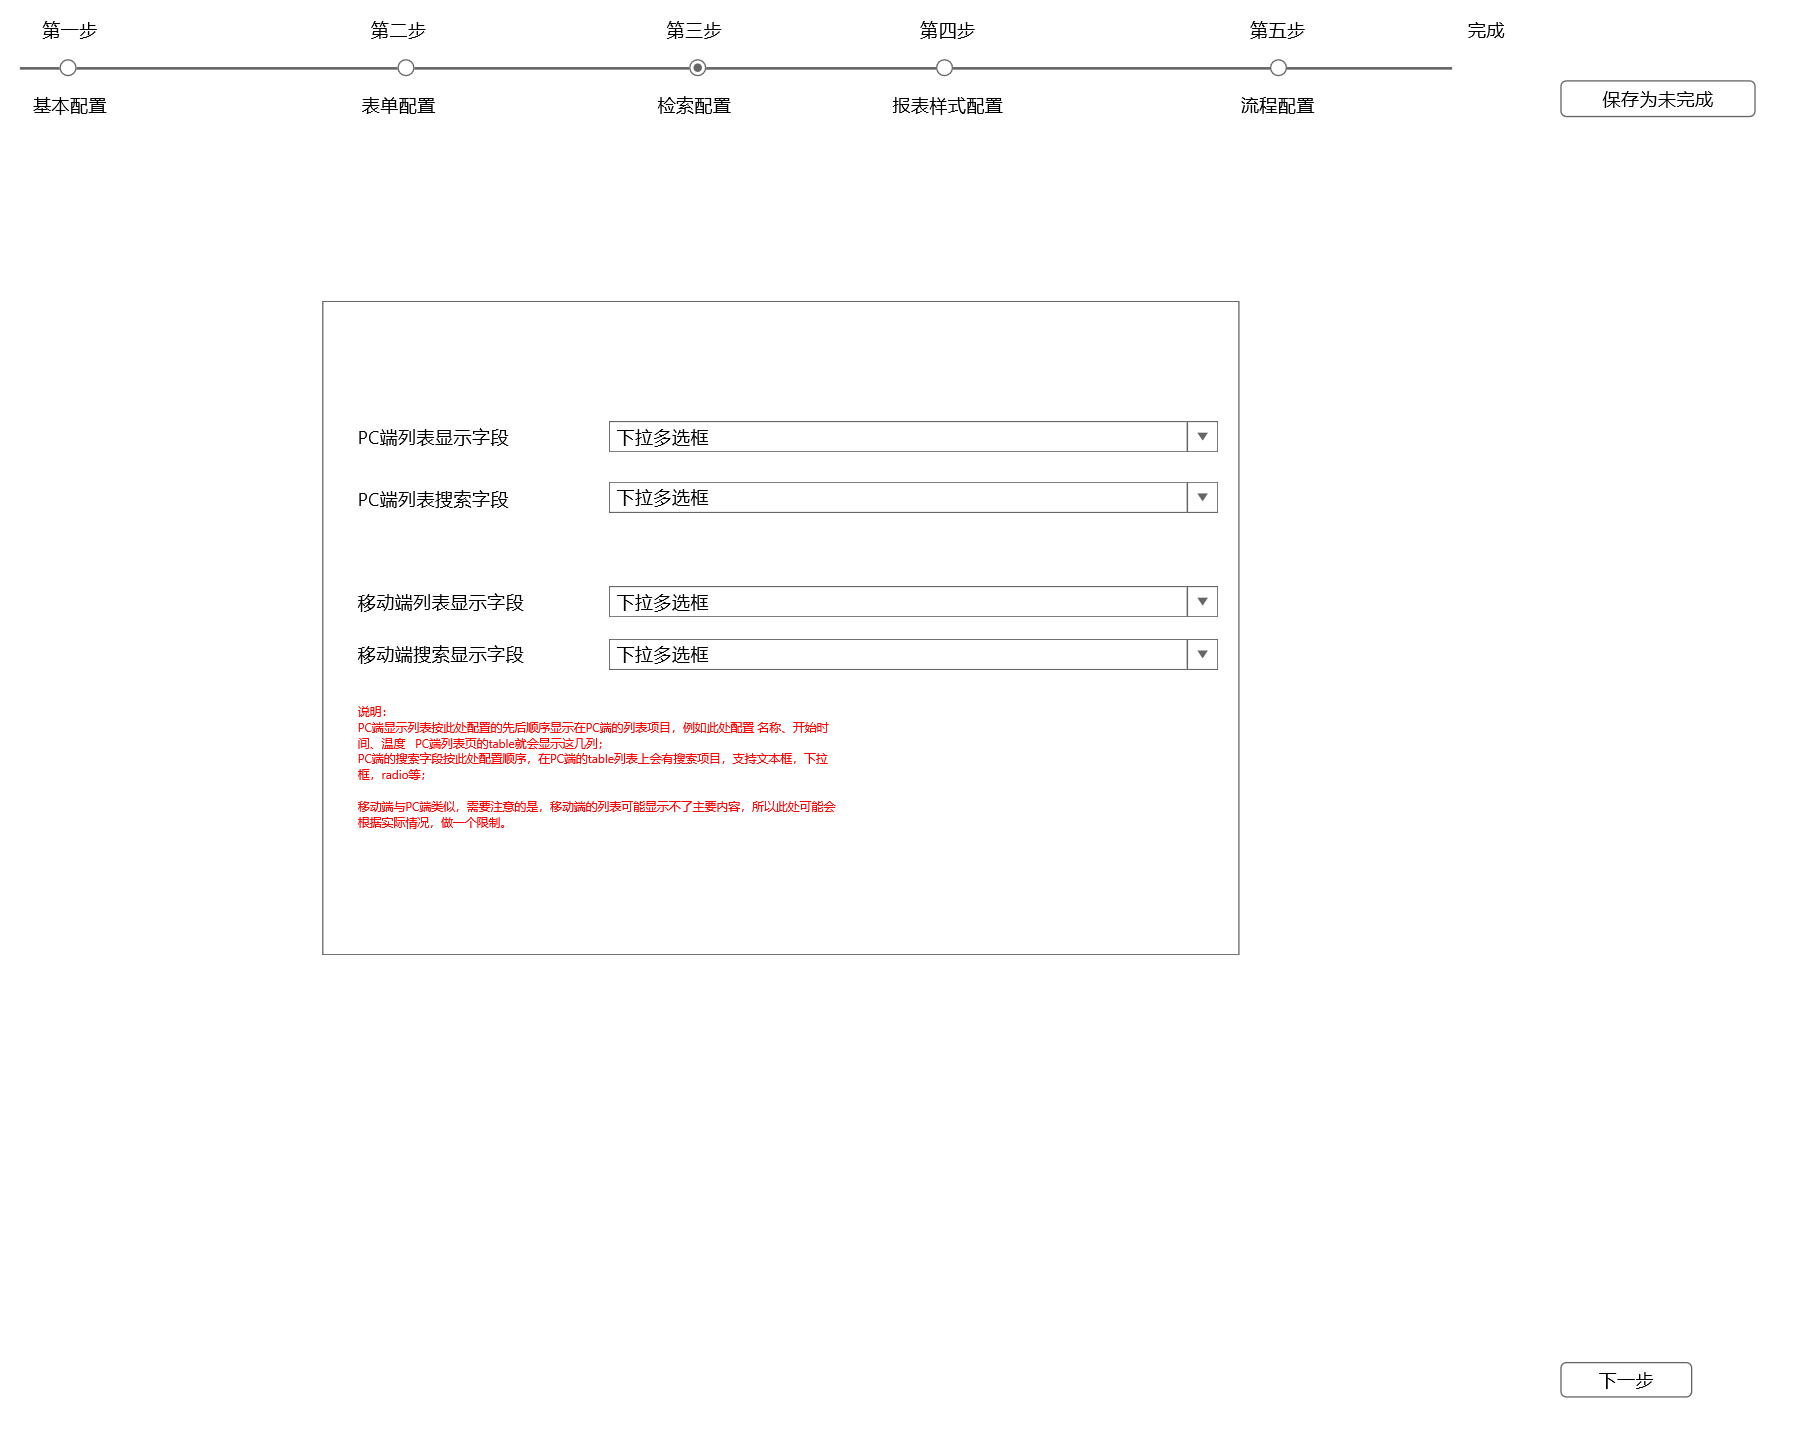 第一步
第二步
第三步
第四步
第五步
完成
基本配置
表单配置
检索配置
报表样式配置
流程配置
保存为未完成
PC端列表显示字段
下拉多选框
PC端列表搜索字段
下拉多选框
移动端列表显示字段
下拉多选框
移动端搜索显示字段
下拉多选框
说明：
PC端显示列表按此处配置的先后顺序显示在PC端的列表项目，例如此处配置 名称、开始时
间、温度   PC端列表页的table就会显示这几列；
PC端的搜索字段按此处配置顺序，在PC端的table列表上会有搜索项目，支持文本框，下拉
框，radio等；
移动端与PC端类似，需要注意的是，移动端的列表可能显示不了主要内容，所以此处可能会
根据实际情况，做一个限制。
下一步